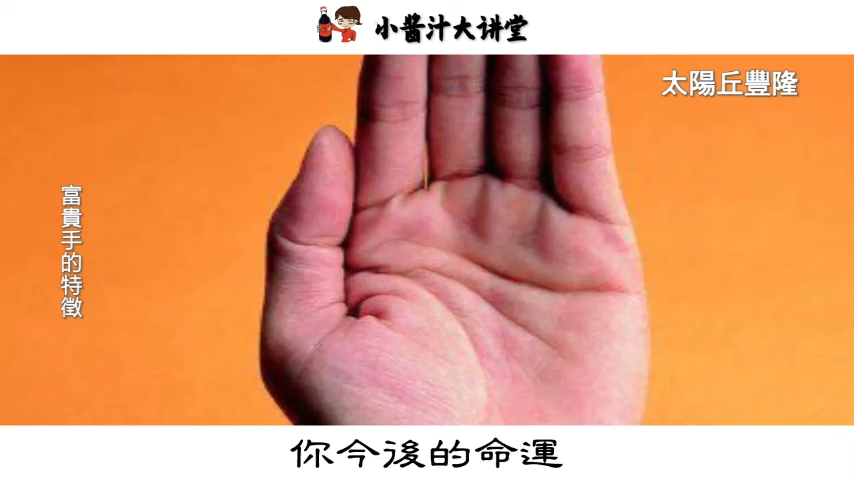 小酱汁大讲堂
太陽丘豐隆
富貴手的特徵
你今後的命運